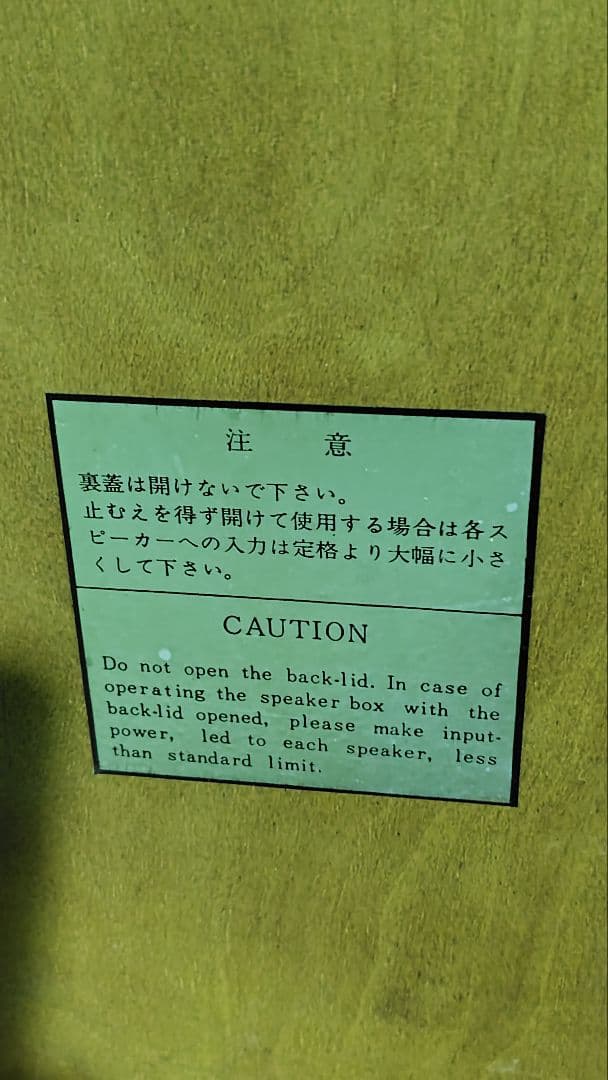 注 意
裏蓋は開けないで下さい。
止むえを得ず開けて使用する場合は各ス
ピーカーへの入力は定格より大幅に小さ
くして下さい。
CAUTION
Do not open the back-lid. In case of
operating the speaker box with the
back-lid opened, please make input-
power, led to each speaker, less
than standard limit.